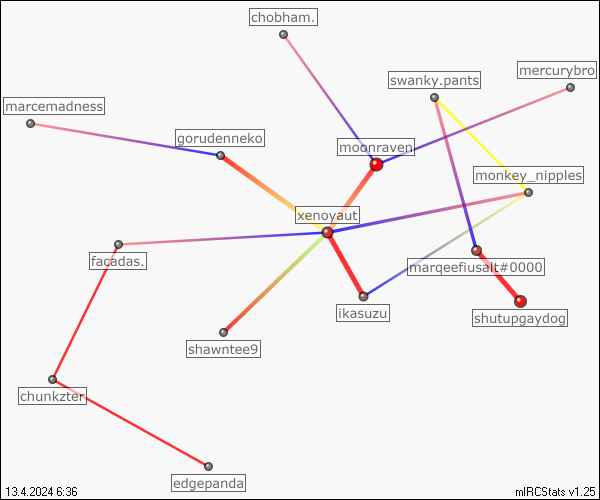 chobham.
swanky.pants
mercurybro
marcemadness
gorudenneko
moonraven
monkey_nipples
xenoyaut
facadas.
marqeefiusalt#0000
ikasuzu
shutupgaydog
shawntee9
chunkzter
edgepanda
13.4.2024 6:36
mIRCStats v1.25